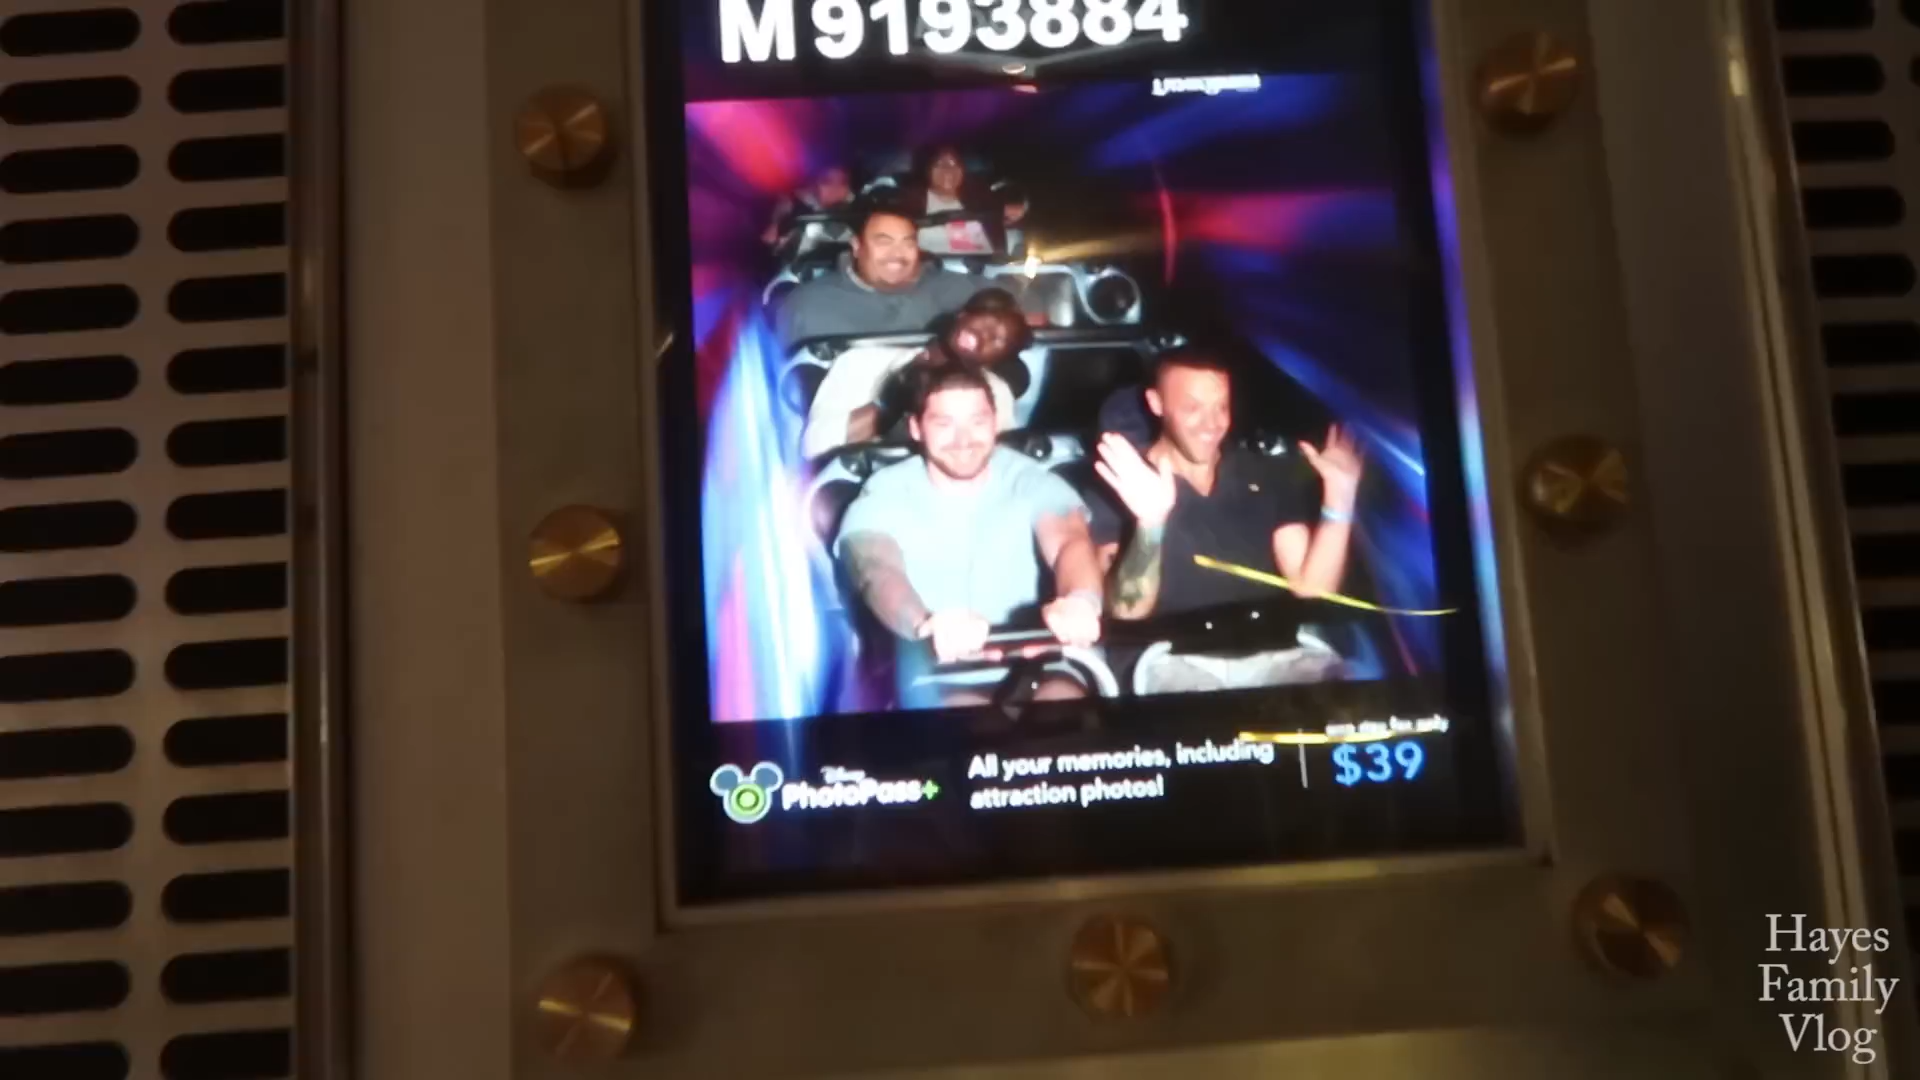 M9193884
Disney
PhotoPass+
All your memories, including
attraction photos!
$39
Hayes
Family
Vlog